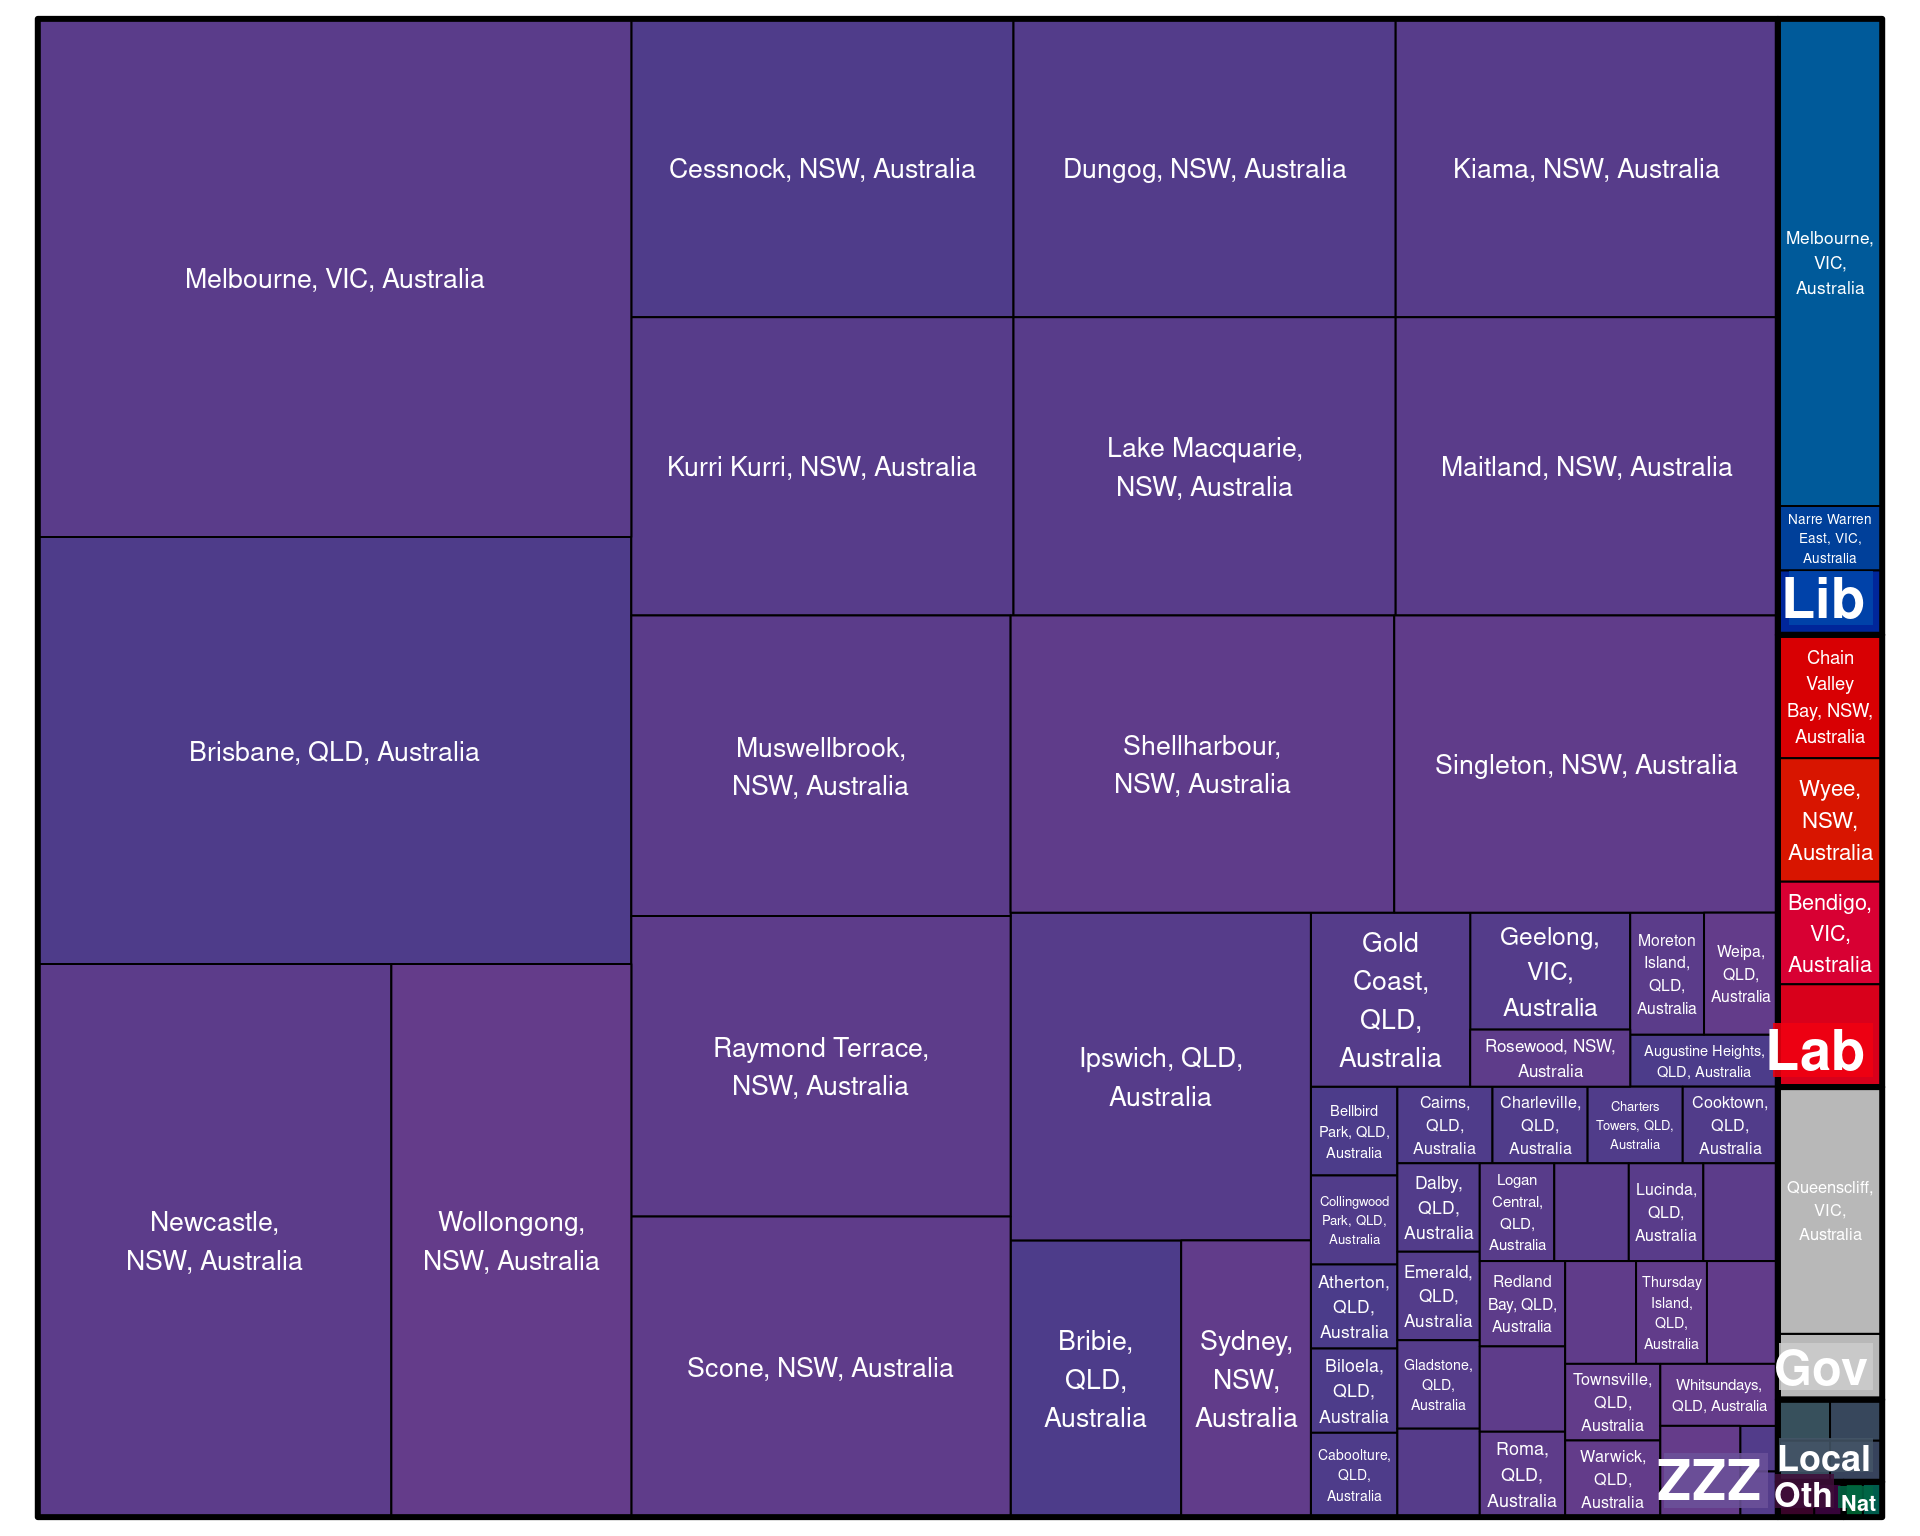 Melbourne, VIC, Australia
Cessnock, NSW, Australia
Dungog, NSW, Australia
Kiama, NSW, Australia
Kurri Kurri, NSW, Australia
Lake Macquarie,
NSW, Australia
Maitland, NSW, Australia
Brisbane, QLD, Australia
Muswellbrook,
NSW, Australia
Shellharbour,
NSW, Australia
Singleton, NSW, Australia
Newcastle,
NSW, Australia
Wollongong,
NSW, Australia
Raymond Terrace,
NSW, Australia
Scone, NSW, Australia
Ipswich, QLD,
Australia
Bribie,
QLD,
Australia
Sydney,
NSW,
Australia
Gold
Coast,
QLD,
Australia
Geelong,
VIC,
Australia
Rosewood, NSW,
Australia
Moreton
Island,
QLD,
Australia
Weipa,
QLD,
Australia
Augustine Heights,
QLD, Australia
Bellbird
Park, QLD,
Australia
Collingwood
Park, QLD,
Australia
Atherton,
QLD,
Australia
Biloela,
QLD,
Australia
Caboolture,
QLD,
Australia
Cairns,
QLD,
Australia
Charleville,
QLD,
Australia
Charters
Towers, QLD,
Australia
Cooktown,
QLD,
Australia
Dalby,
QLD,
Australia
Emerald,
QLD,
Australia
Gladstone,
QLD,
Australia
Logan
Central,
QLD,
Australia
Lucinda,
QLD,
Australia
Redland
Bay, QLD,
Australia
Thursday
Island,
QLD,
Australia
Roma,
QLD,
Australia
Townsville,
QLD,
Australia
Whitsundays,
QLD, Australia
Warwick,
QLD,
Australia
ZZZ
Melbourne,
VIC,
Australia
Narre Warren
East, VIC,
Australia
Lib
Chain
Valley
Bay, NSW,
Australia
Wyee,
NSW,
Australia
Bendigo,
VIC,
Australia
Lab
Queenscliff,
VIC,
Australia
Gov
Local
Oth
Nat